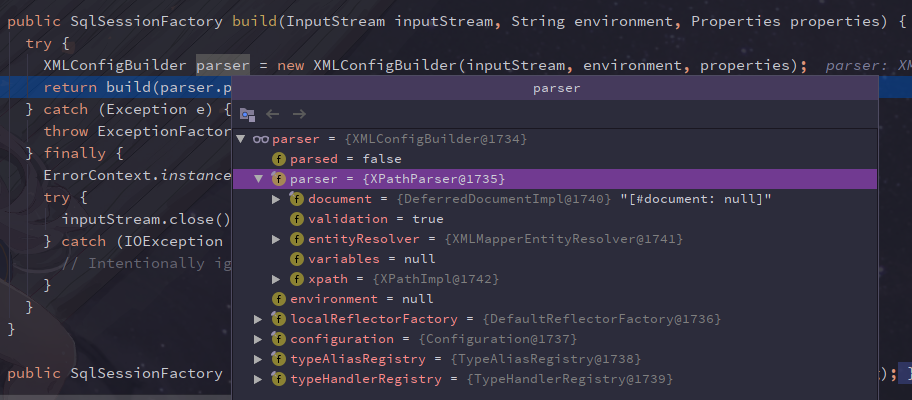 public SqlSessionFactory build(InputStream inputStream, String environment, Properties properties) {
try {
XMLConfigBuilder parser = new XMLConfigBuilder(inputStream, environment, properties); parser: XM
return build(parser.p
parser
} catch (Exception e) {
throw ExceptionFactor
parser = {XMLConfigBuilder@1734}
} finally {
f parsed = false
ErrorContext.instance
f parser = {XPathParser@1735}
try {
f document = {DeferredDocumentImpl@1740} "[#document: null]"
inputStream.close()
f validation = true
} catch (IOException
f entityResolver = {XMLMapperEntityResolver@1741}
// Intentionally ig
f variables = null
}
f xpath = {XPathImpl@1742}
}
f environment = null
}
f localReflectorFactory = {DefaultReflectorFactory@1736}
f configuration = {Configuration@1737}
f typeAliasRegistry = {TypeAliasRegistry@1738}
public SqlSessionFactory
f typeHandlerRegistry = {TypeHandlerRegistry@1739}
); }